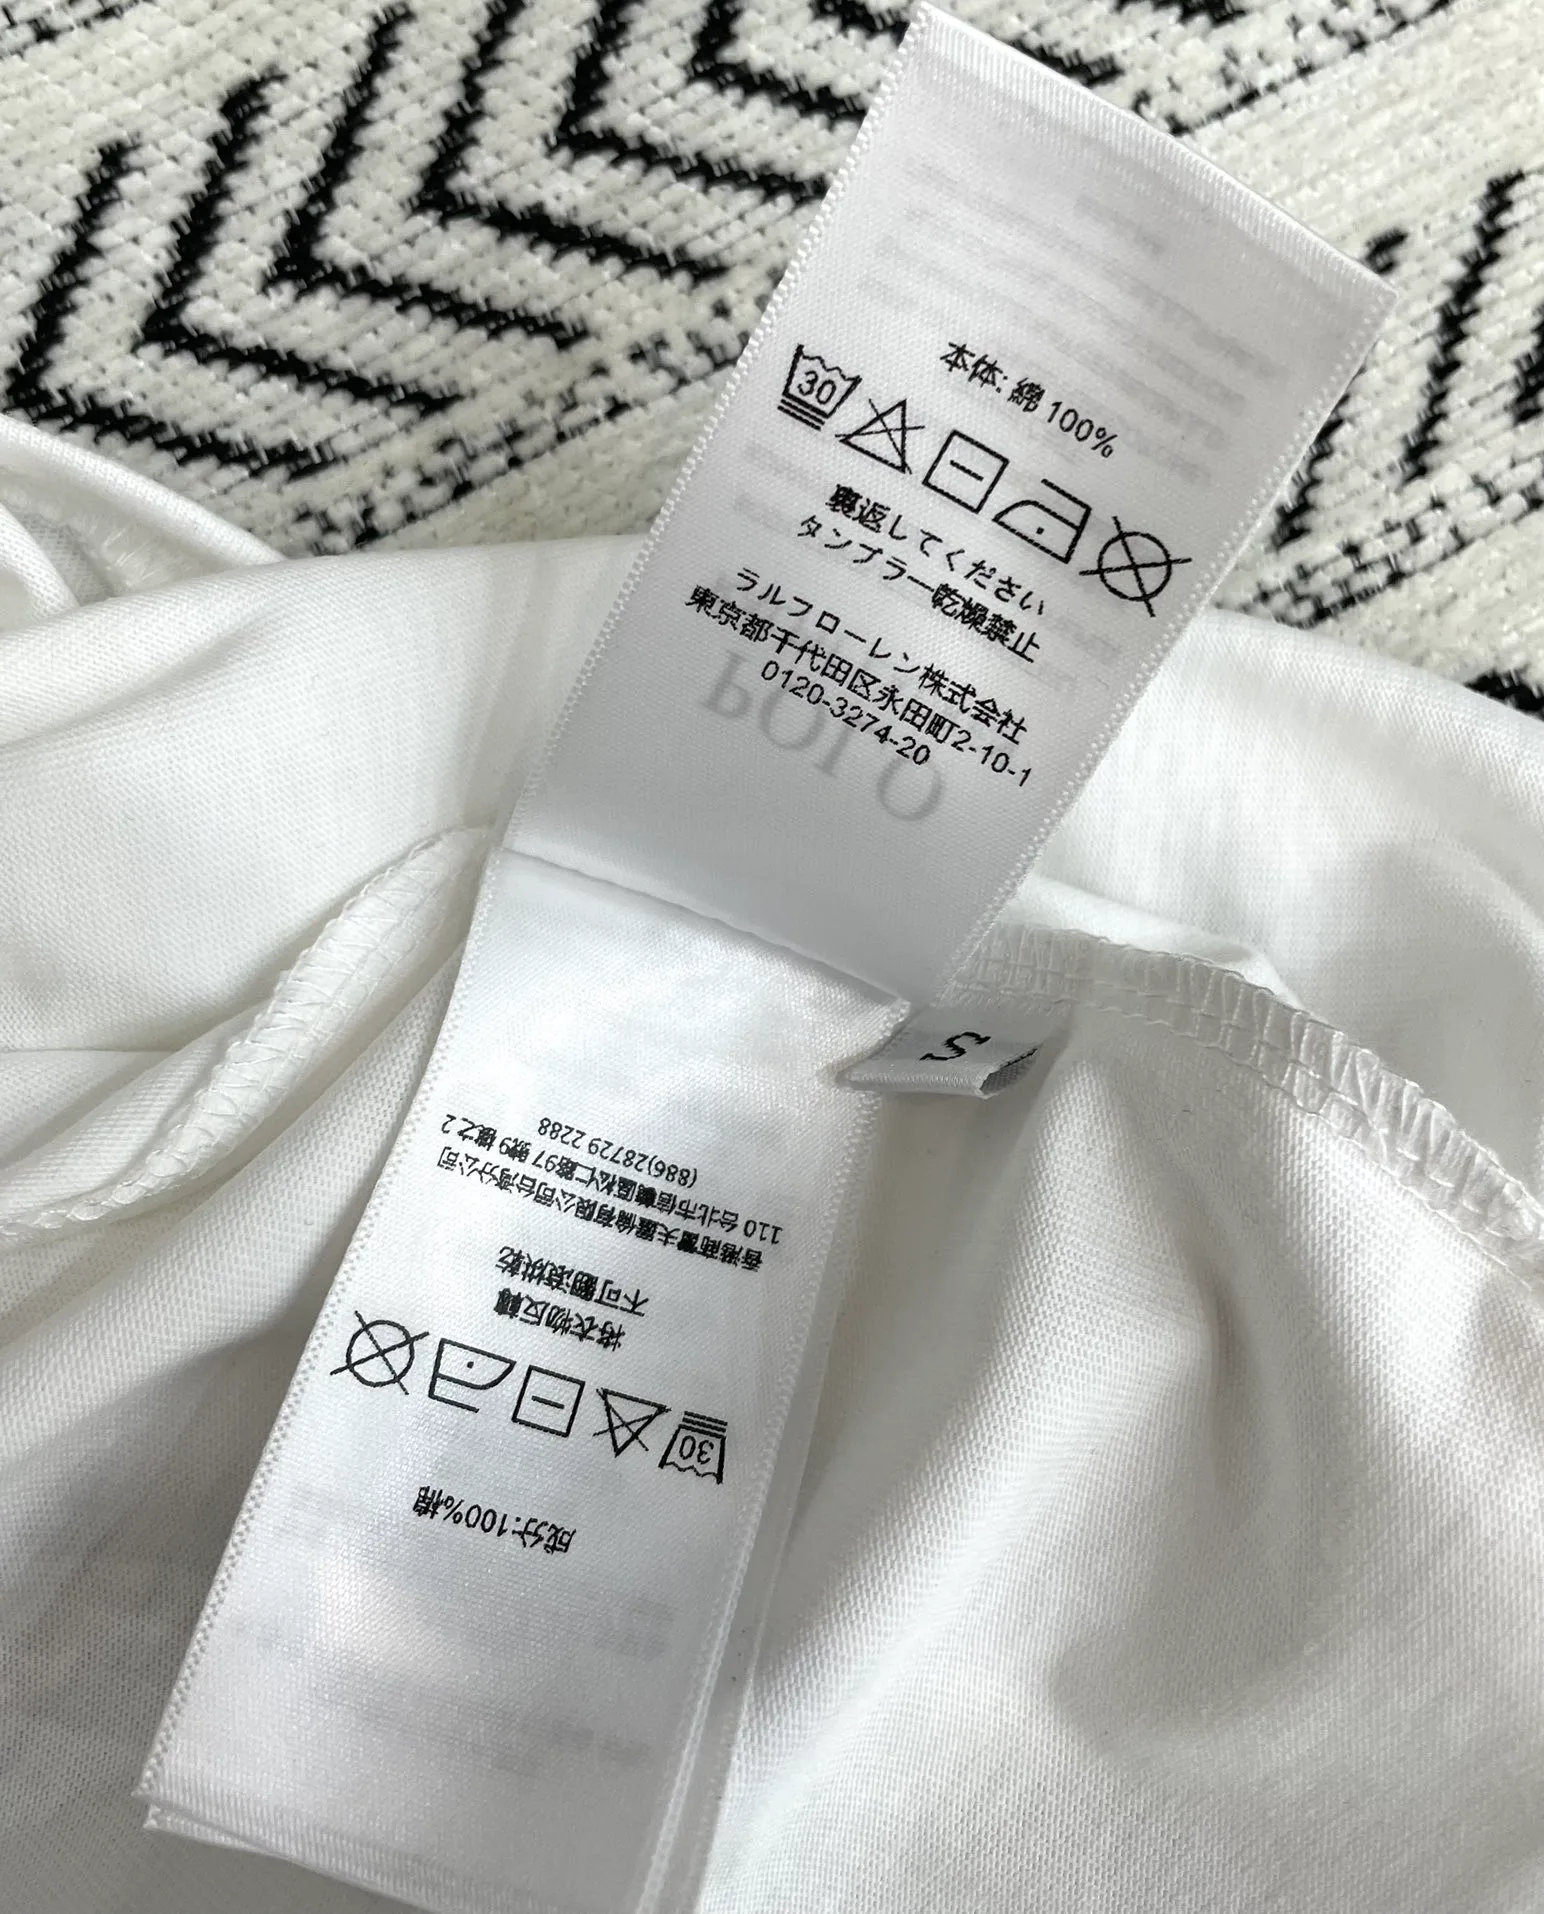 本体: 綿 100%
30
裏返してください
タンブラー乾燥禁止
ラルフローレン株式会社
東京都千代田区永田町2-10-1
0120-3274-20
POLO
S
成分:100%棉
30
將衣物反轉
不可翻滾烘乾
香港商雷夫羅倫有限公司台灣分公司
110 台北市信義區松仁路97 號9 樓之2
(886)28729 2288